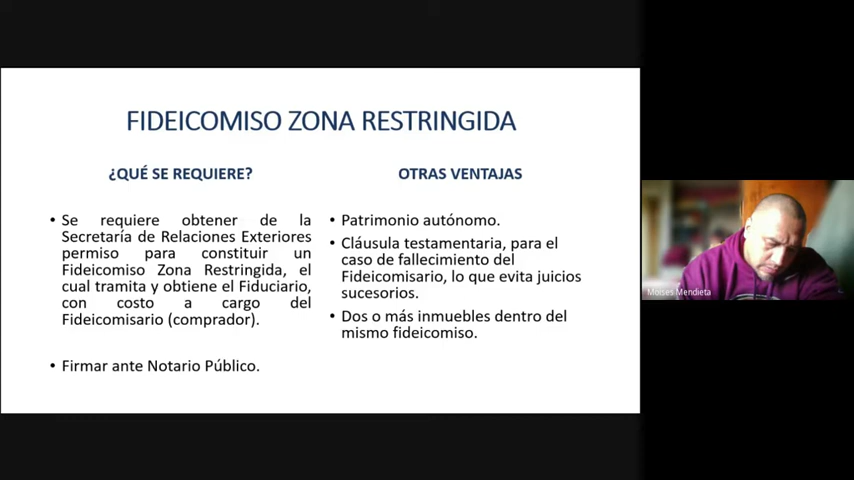 FIDEICOMISO ZONA RESTRINGIDA
¿QUÉ SE REQUIERE?
• Se requiere obtener de la
Secretaría de Relaciones Exteriores
permiso para constituir un
Fideicomiso Zona Restringida, el
cual tramita y obtiene el Fiduciario,
con costo a cargo del
Fideicomisario (comprador).
• Firmar ante Notario Público.
OTRAS VENTAJAS
• Patrimonio autónomo.
• Cláusula testamentaria, para el
caso de fallecimiento del
Fideicomisario, lo que evita juicios
sucesorios.
• Dos o más inmuebles dentro del
mismo fideicomiso.
Moises Mendieta